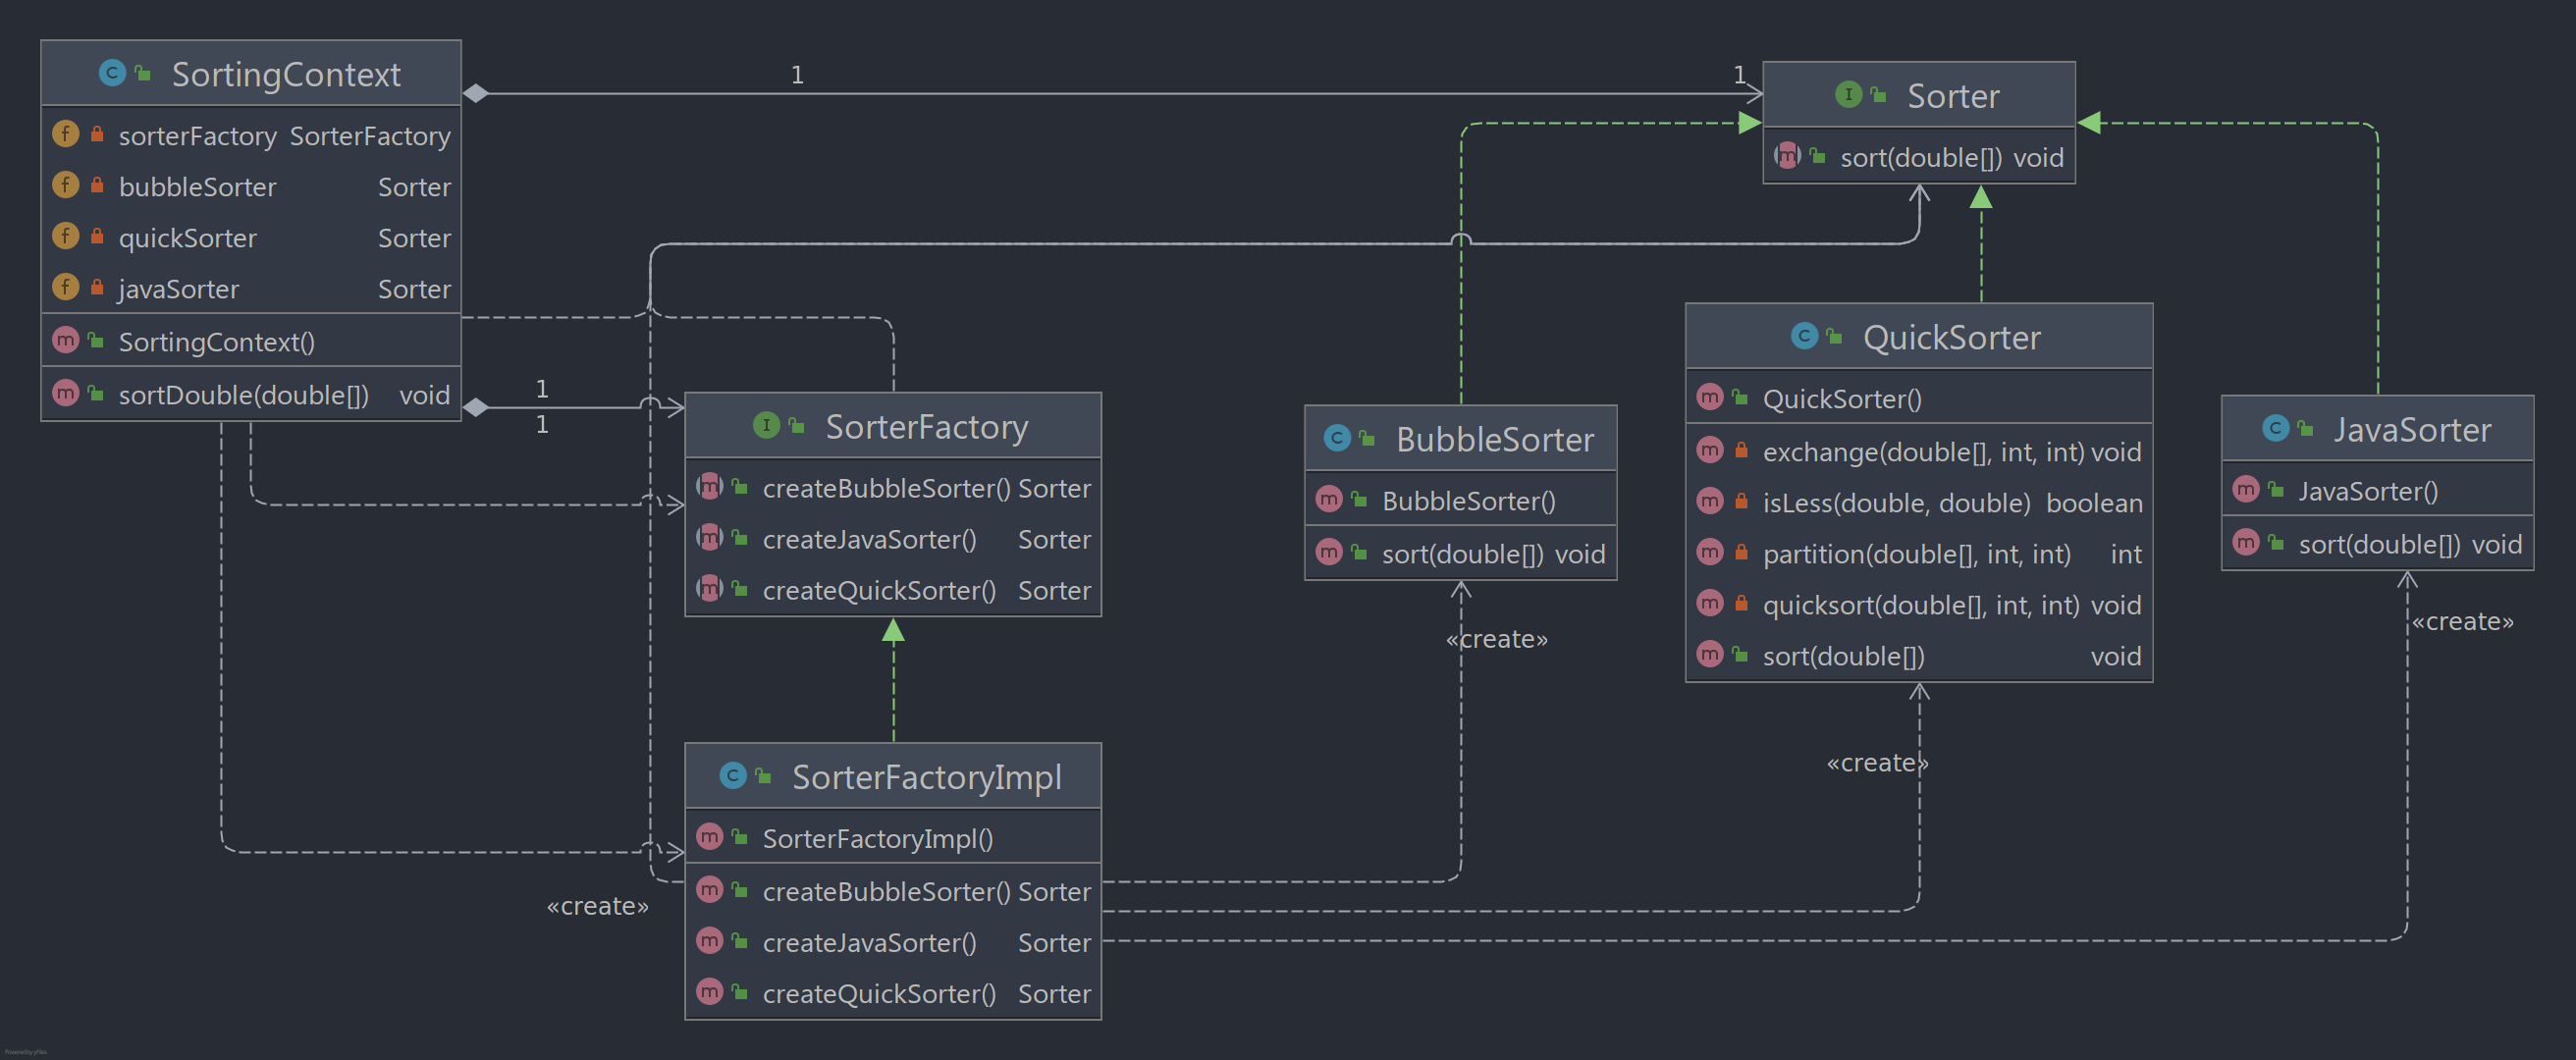 SortingContext
sorterFactory SorterFactory
bubbleSorter Sorter
quickSorter Sorter
javaSorter Sorter
SortingContext()
sortDouble(double[]) void
1
1
Sorter
sort(double[]) void
1
1
SorterFactory
createBubbleSorter() Sorter
createJavaSorter() Sorter
createQuickSorter() Sorter
BubbleSorter
BubbleSorter()
sort(double[]) void
«create»
QuickSorter
QuickSorter()
exchange(double[], int, int) void
isLess(double, double) boolean
partition(double[], int, int) int
quicksort(double[], int, int) void
sort(double[]) void
«create»
JavaSorter
JavaSorter()
sort(double[]) void
«create»
SorterFactoryImpl
SorterFactoryImpl()
createBubbleSorter() Sorter
createJavaSorter() Sorter
createQuickSorter() Sorter
«create»
Powered by yFiles